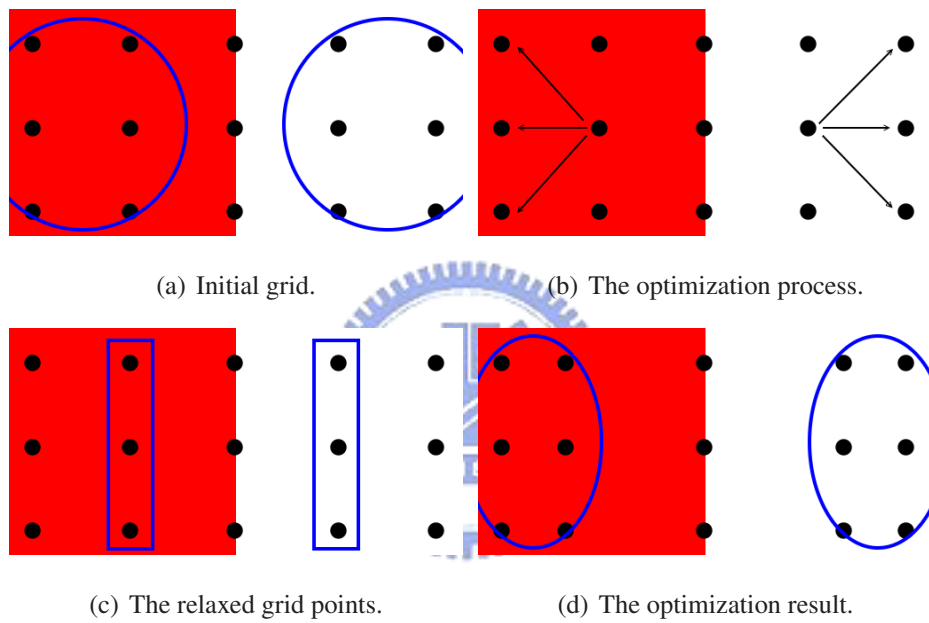 (a) Initial grid.
(b) The optimization process.
(c) The relaxed grid points.
(d) The optimization result.